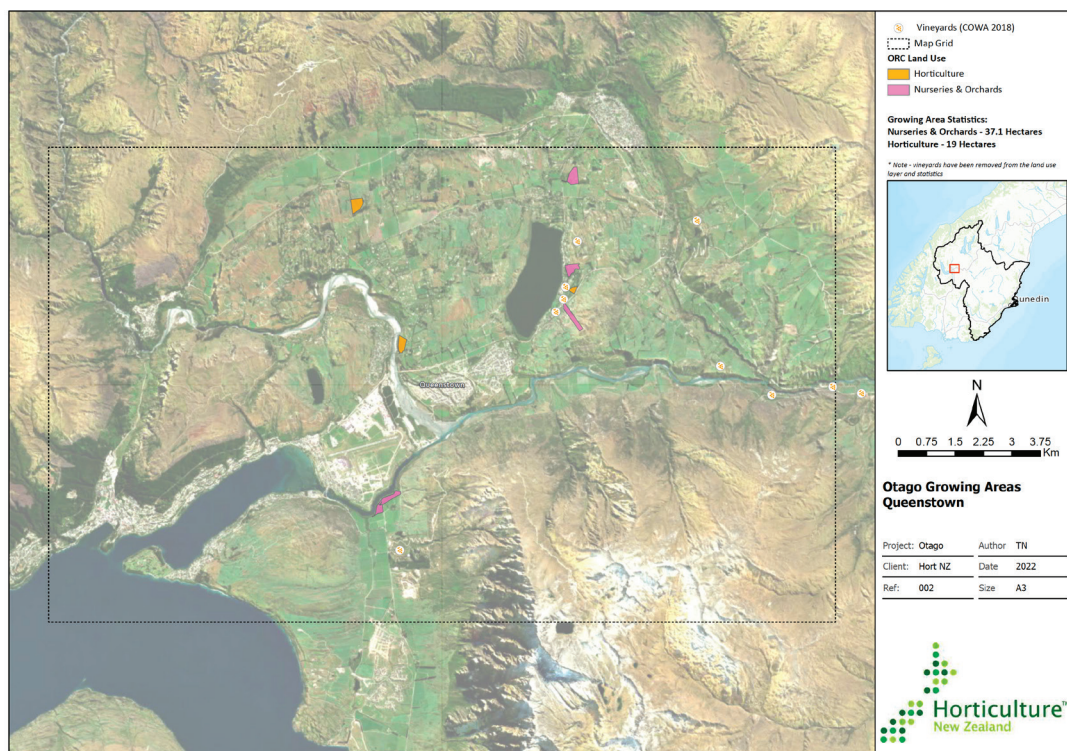 Vineyards (COWA 2018)
Map Grid
ORC Land Use
Horticulture
Nurseries & Orchards
Growing Area Statistics:
Nurseries & Orchards - 37.1 Hectares
Horticulture - 19 Hectares
* Note - vineyards have been removed from the land use
layer and statistics
Queenstown
N
0 0.75 1.5 2.25 3 3.75
Km
Otago Growing Areas
Queenstown
Project: Otago Author TN
Client: Hort NZ Date 2022
Ref: 002 Size A3
Horticulture™
New Zealand